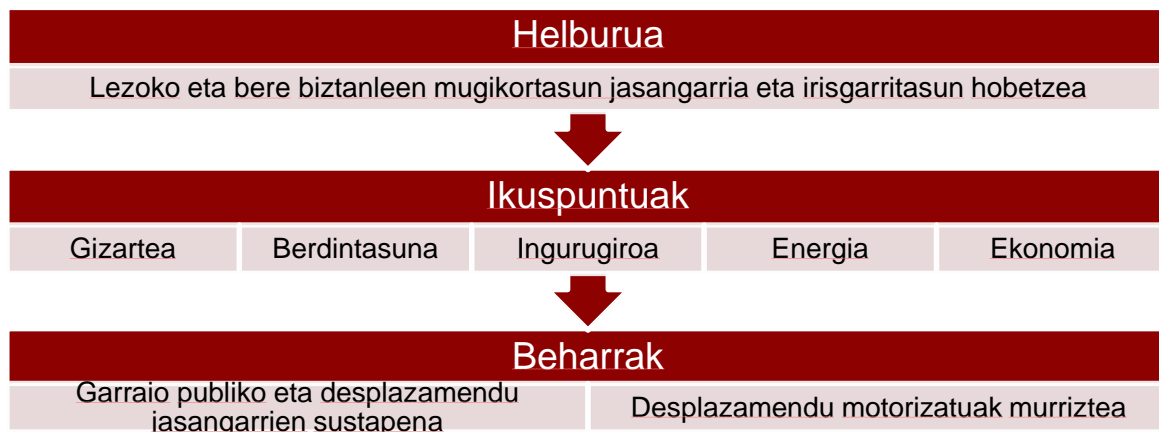 Helburua
Lezoko eta bere biztanleen mugikortasun jasangarria eta irisgarritasun hobetzea
Ikuspuntuak
Gizartea
Berdintasuna
Ingurugiroa
Energia
Ekonomia
Beharrak
Garraio publiko eta desplazamendu
jasangarrien sustapena
Desplazamendu motorizatuak murriztea